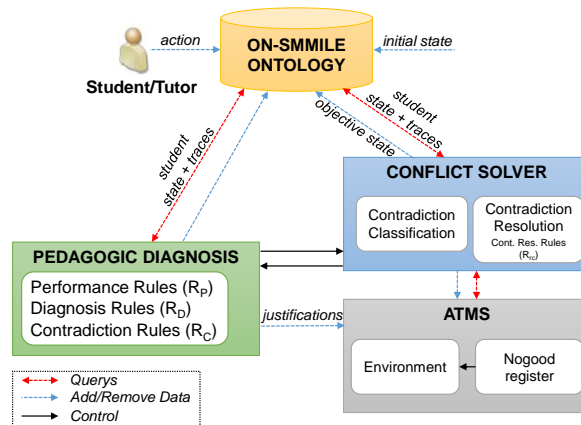 ON-SMMILE
ONTOLOGY
action
initial state
Student/Tutor
student
state + traces
student
state + traces
objective state
CONFLICT SOLVER
Contradiction
Classification
Contradiction
Resolution
Cont. Res. Rules
(Rrc)
PEDAGOGIC DIAGNOSIS
Performance Rules (RP)
Diagnosis Rules (RD)
Contradiction Rules (RC)
justifications
ATMS
Environment
Nogood
register
Querys
Add/Remove Data
Control